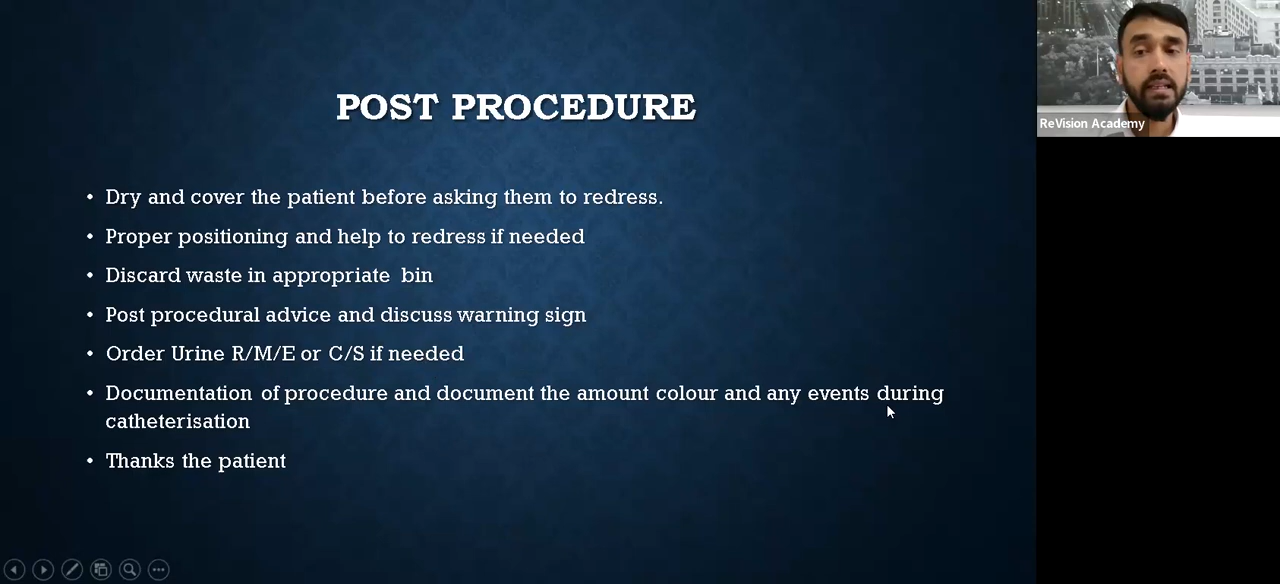 POST PROCEDURE
ReVision Academy
• Dry and cover the patient before asking them to redress.
• Proper positioning and help to redress if needed
• Discard waste in appropriate  bin
• Post procedural advice and discuss warning sign
• Order Urine R/M/E or C/S if needed
• Documentation of procedure and document the amount colour and any events during
catheterisation
• Thanks the patient